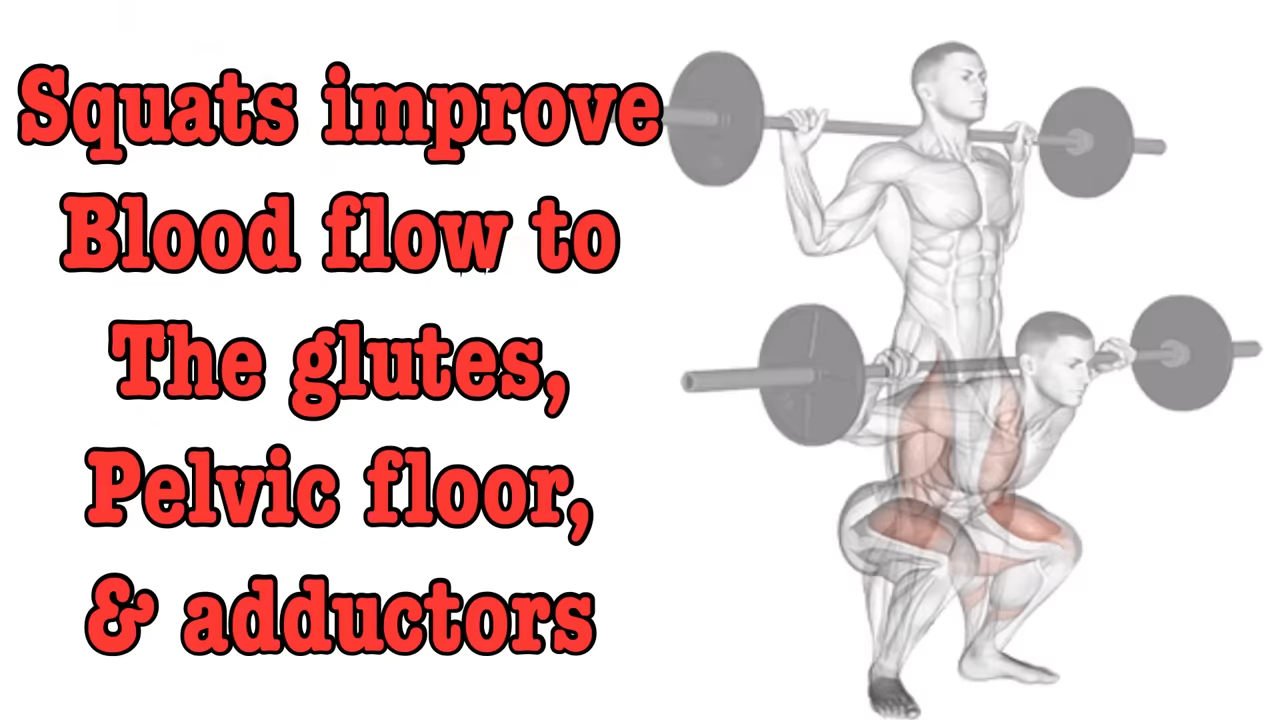 Squats improve
Blood flow to
The glutes,
Pelvic floor,
& adductors